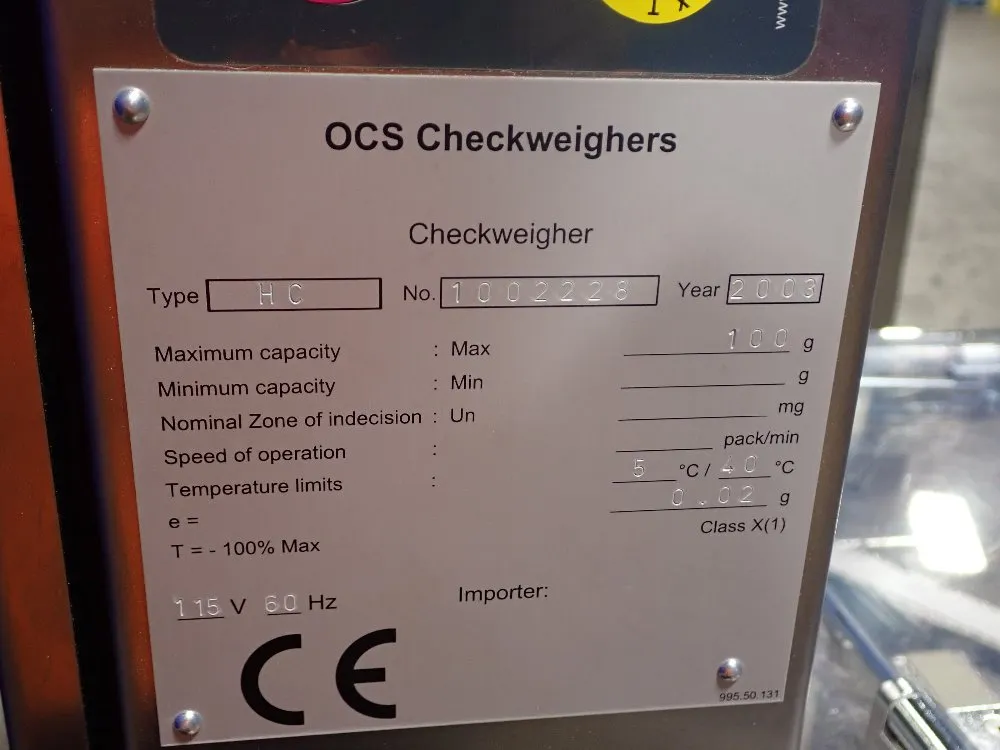 1x
www
OCS Checkweighers
Checkweigher
Type HC No. 1002228 Year 2003
Maximum capacity : Max 100 g
Minimum capacity : Min g
Nominal Zone of indecision : Un mg
Speed of operation : pack/min
Temperature limits : 5 °C / 40 °C
e = 0.02 g
Class X(1)
T = - 100% Max
115 V 60 Hz
Importer:
CE
995.50.131